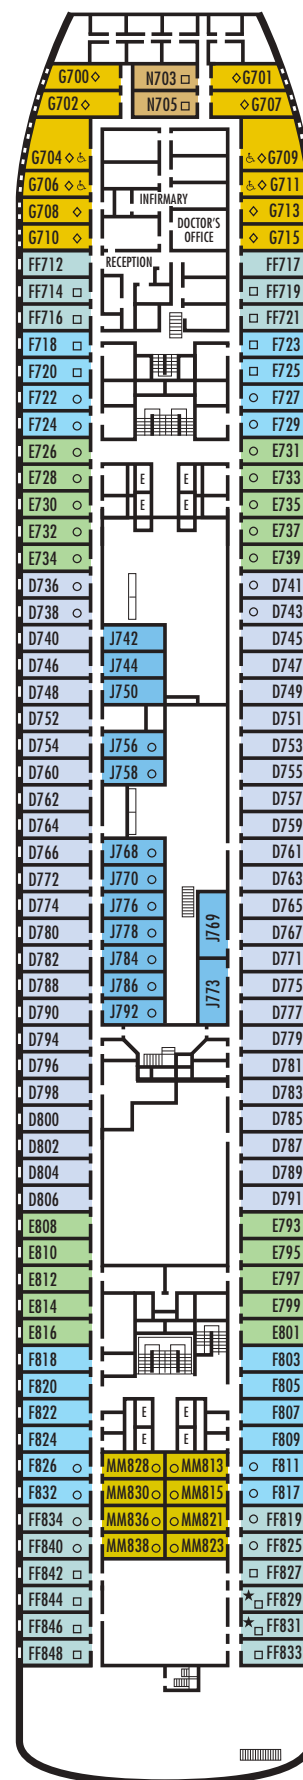 G700 N703 G701
G702 N705 G707
G704 G709
G706 G711
INFIRMARY
G708 G713
DOCTOR'S
OFFICE
G710 G715
RECEPTION
FF712 FF717
FF714 FF719
FF716 FF721
F718 F723
F720 F725
F722 F727
F724 F729
E726 E731
E728 E E E733
E730 E E E735
E732 E737
E734 E739
D736 D741
D738 D743
D740 J742 D745
D746 J744 D747
D748 J750 D749
D752 D751
D754 J756 D753
D760 J758 D755
D762 D757
D764 D759
D766 J768 D761
D772 J770 D763
D774 J776 J769 D765
D780 J778 D767
D782 J784 D771
D788 J786 J773 D775
D790 J792 D777
D794 D779
D796 D781
D798 D783
D800 D785
D802 D787
D804 D789
D806 D791
E808 E793
E810 E795
E812 E797
E814 E799
E816 E801
F818 F803
F820 F805
F822 E E F807
F824 E E F809
F826 MM828 MM813 F811
F832 MM830 MM815 F817
FF834 MM836 MM821 FF819
FF840 MM838 MM823 FF825
FF842 FF827
FF844 FF829
FF846 FF831
FF848 FF833